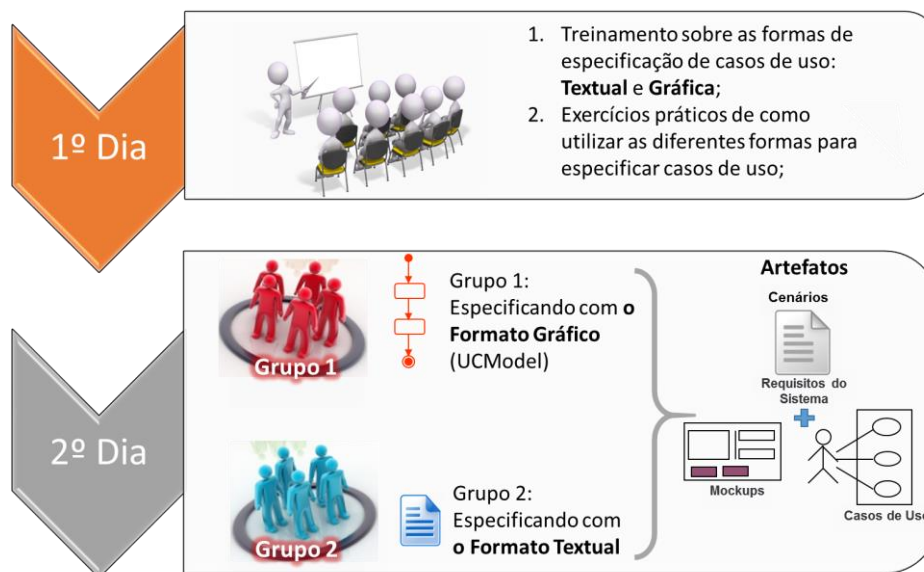 1º Dia
1. Treinamento sobre as formas de
especificação de casos de uso:
Textual e Gráfica;
2. Exercícios práticos de como
utilizar as diferentes formas para
especificar casos de uso;
2º Dia
Grupo 1
Grupo 1:
Especificando com o
Formato Gráfico
(UCModel)
Grupo 2
Grupo 2:
Especificando com
o Formato Textual
Artefatos
Cenários
Requisitos do
Sistema
Mockups
Casos de Uso